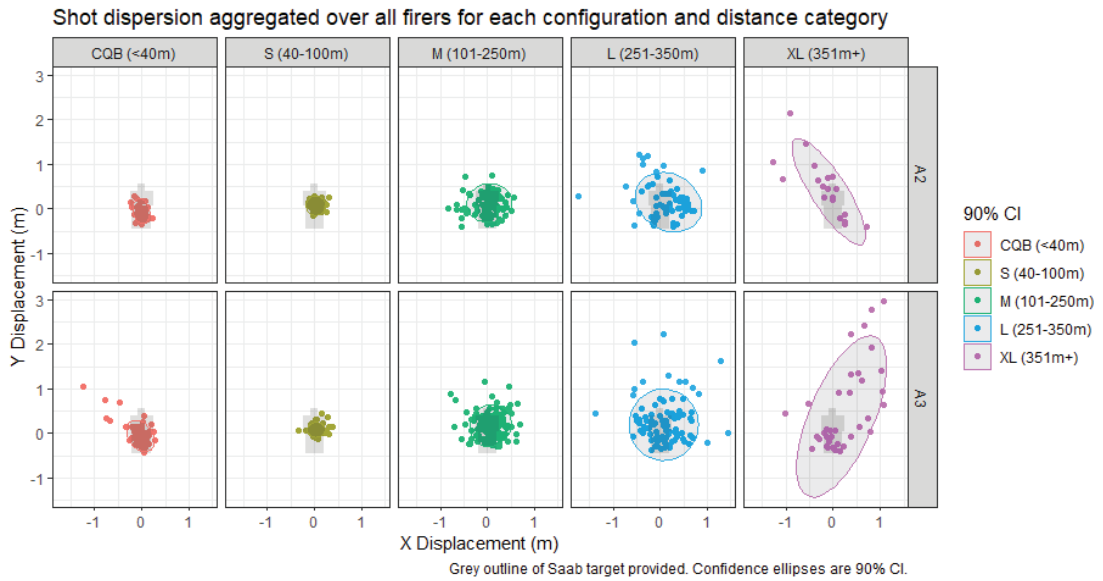 Shot dispersion aggregated over all firers for each configuration and distance category
CQB (<40m)
S (40-100m)
M (101-250m)
L (251-350m)
XL (351m+)
3
2
1
0
-1
A2
3
2
1
0
-1
A3
Y Displacement (m)
-1 0 1
-1 0 1
-1 0 1
-1 0 1
-1 0 1
X Displacement (m)
90% CI
CQB (<40m)
S (40-100m)
M (101-250m)
L (251-350m)
XL (351m+)
Grey outline of Saab target provided. Confidence ellipses are 90% CI.